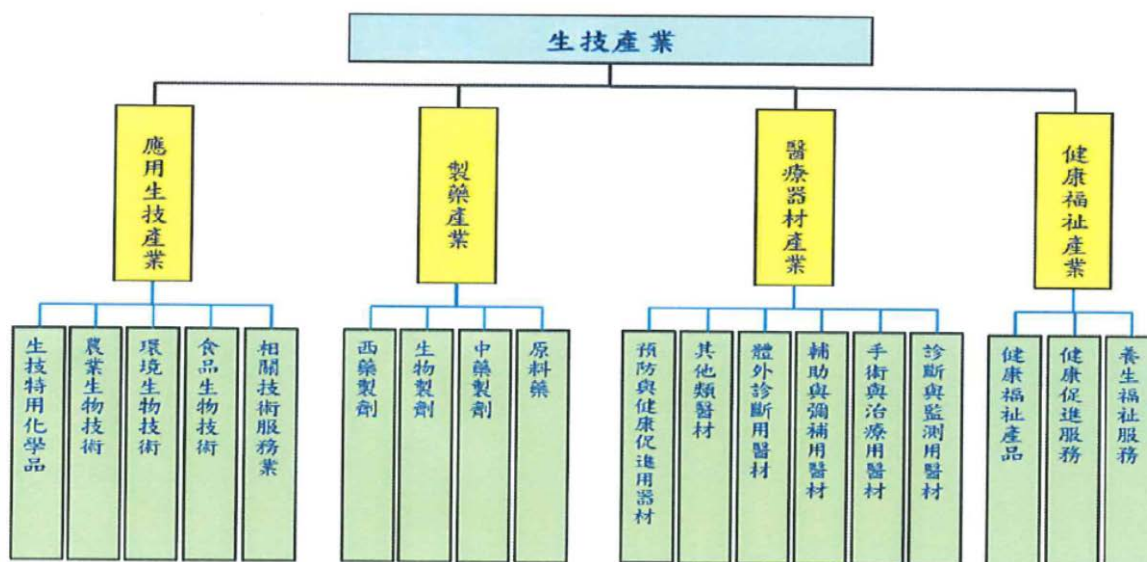 生技產業
應用生技產業
製藥產業
醫療器材產業
健康福祉產業
生技特用化學品
農業生物技術
環境生物技術
食品生物技術
相關技術服務業
西藥製劑
生物製劑
中藥製劑
原料藥
預防與健康促進用器材
其他類醫材
體外診斷用醫材
輔助與彌補用醫材
手術與治療用醫材
診斷與監測用醫材
健康福祉產品
健康促進服務
養生福祉服務